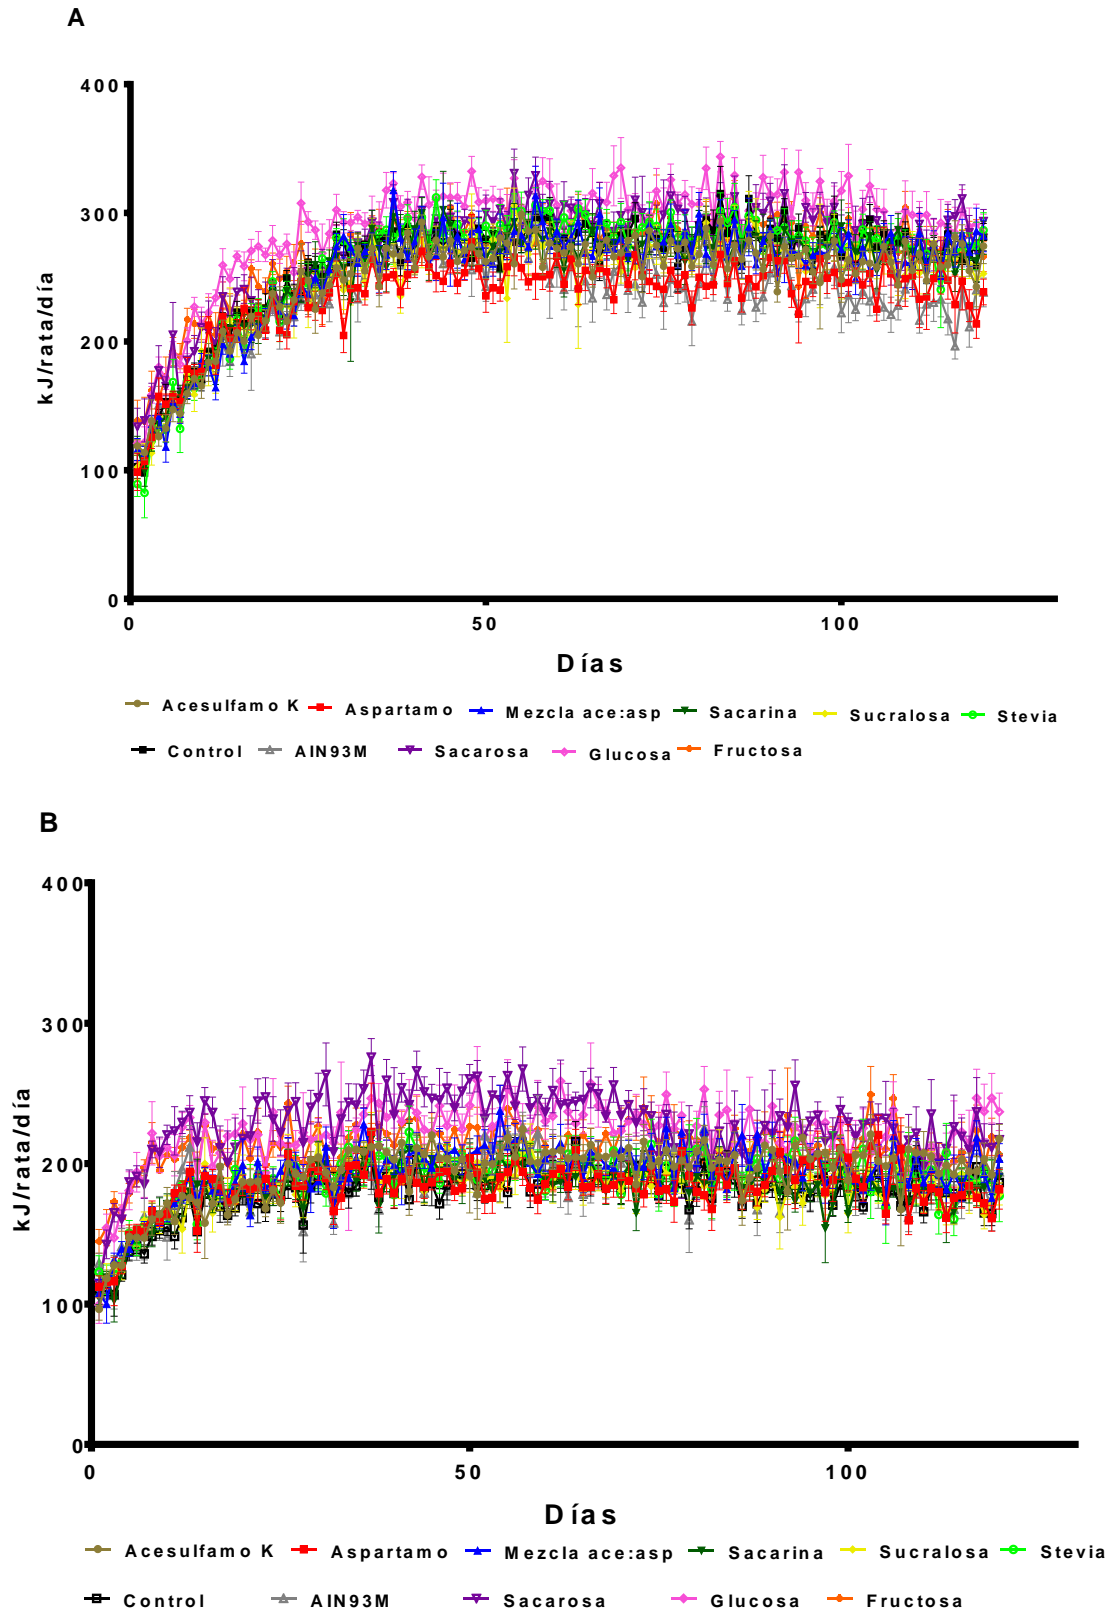 A
400
300
200
100
0
kJ/rata/día
0 50 100
Días
Acesulfamo K Aspartamo Mezcla ace:asp Sacarina Sucralosa Stevia
Control AIN93M Sacarosa Glucosa Fructosa
B
400
300
200
100
0
kJ/rata/día
0 50 100
Días
Acesulfamo K Aspartamo Mezcla ace:asp Sacarina Sucralosa Stevia
Control AIN93M Sacarosa Glucosa Fructosa